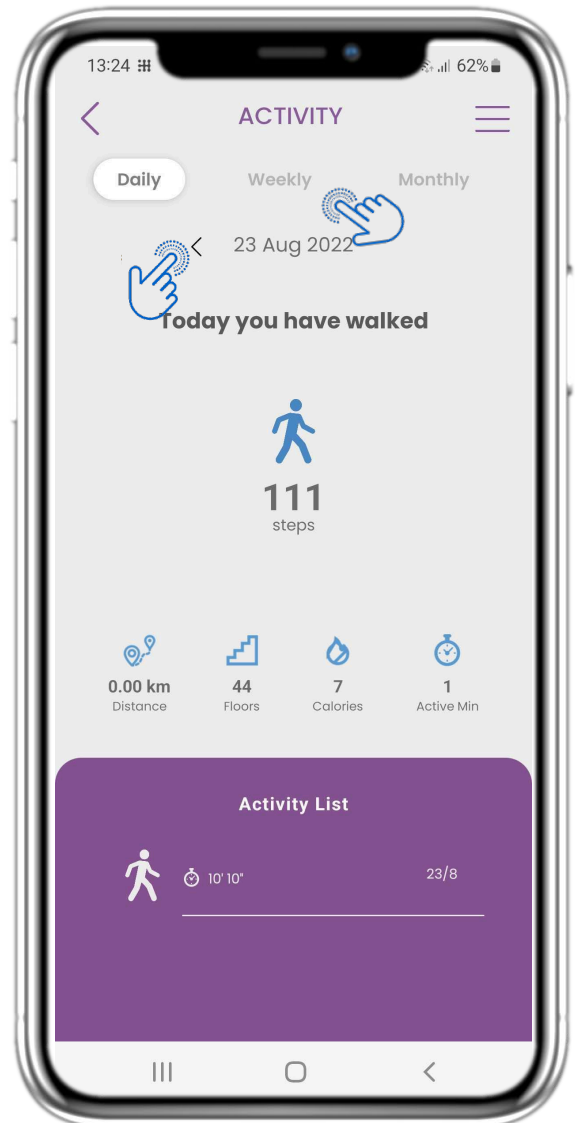 13:24 62%
ACTIVITY
Daily Weekly Monthly
23 Aug 2022
Today you have walked
111
steps
0.00 km 44 7 1
Distance Floors Calories Active Min
Activity List
10' 10" 23/8